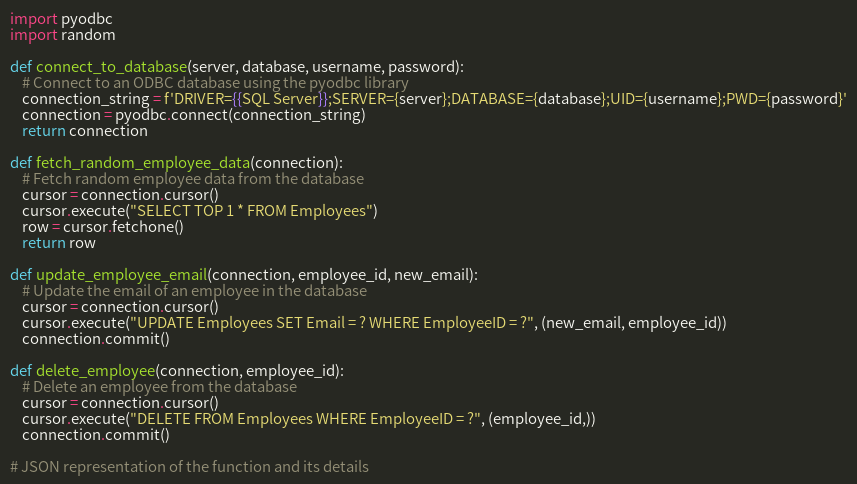 import pyodbc
import random

def connect_to_database(server, database, username, password):
    # Connect to an ODBC database using the pyodbc library
    connection_string = f'DRIVER={{SQL Server}};SERVER={server};DATABASE={database};UID={username};PWD={password}'
    connection = pyodbc.connect(connection_string)
    return connection

def fetch_random_employee_data(connection):
    # Fetch random employee data from the database
    cursor = connection.cursor()
    cursor.execute("SELECT TOP 1 * FROM Employees")
    row = cursor.fetchone()
    return row

def update_employee_email(connection, employee_id, new_email):
    # Update the email of an employee in the database
    cursor = connection.cursor()
    cursor.execute("UPDATE Employees SET Email = ? WHERE EmployeeID = ?", (new_email, employee_id))
    connection.commit()

def delete_employee(connection, employee_id):
    # Delete an employee from the database
    cursor = connection.cursor()
    cursor.execute("DELETE FROM Employees WHERE EmployeeID = ?", (employee_id,))
    connection.commit()

# JSON representation of the function and its details